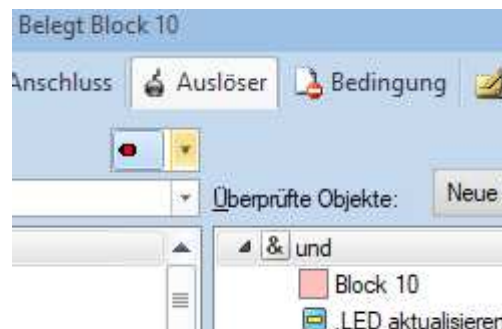 Belegt Block 10
Anschluss Auslöser Bedingung
Überprüfte Objekte: Neue
& und
Block 10
.LED aktualisieren